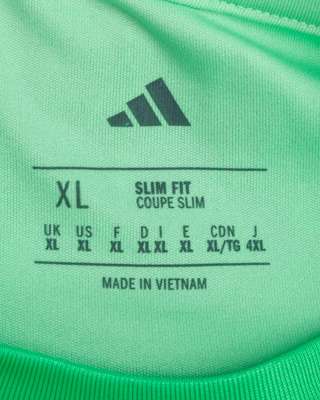 XL SLIM FIT
COUPE SLIM
UK US F D I E CDN J
XL XL XL XL XL XL XL/TG 4XL
MADE IN VIETNAM